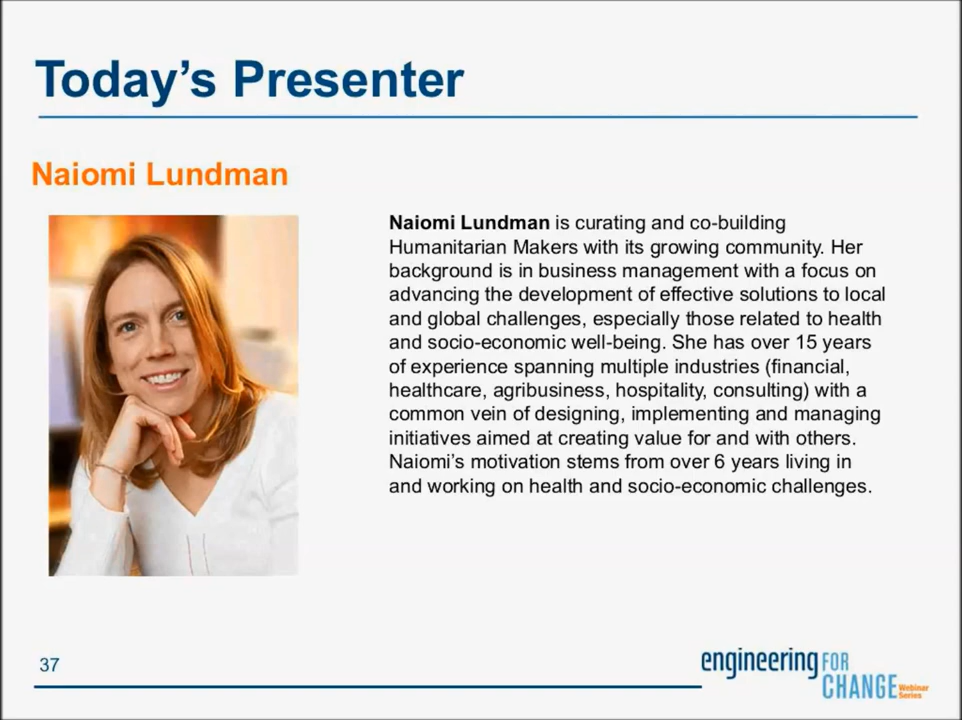 Today’s Presenter
Naiomi Lundman
Naiomi Lundman is curating and co-building
Humanitarian Makers with its growing community. Her
background is in business management with a focus on
advancing the development of effective solutions to local
and global challenges, especially those related to health
and socio-economic well-being. She has over 15 years
of experience spanning multiple industries (financial,
healthcare, agribusiness, hospitality, consulting) with a
common vein of designing, implementing and managing
initiatives aimed at creating value for and with others.
Naiomi’s motivation stems from over 6 years living in
and working on health and socio-economic challenges.
37
engineering FOR
CHANGE Webinar
Series